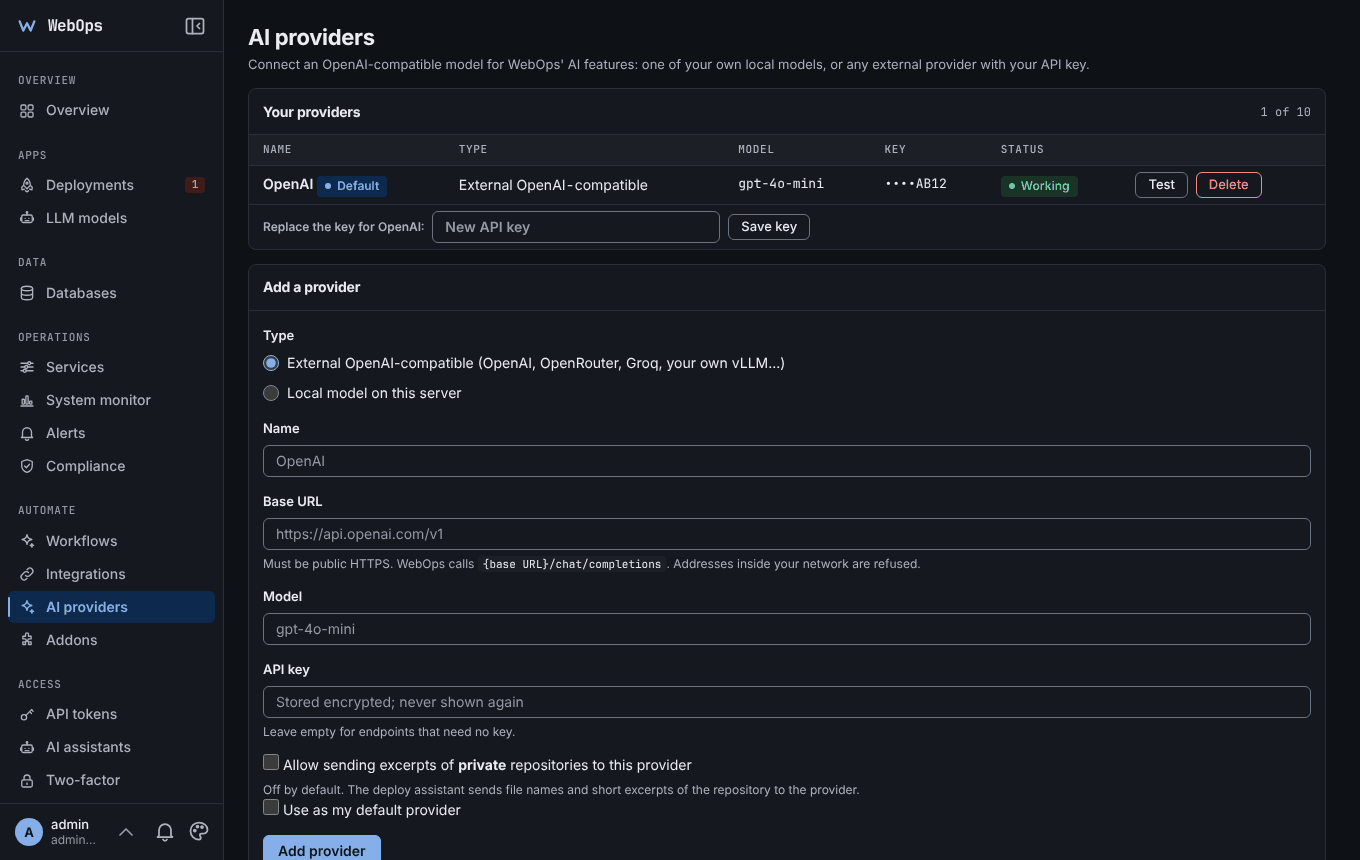 WebOps
OVERVIEW
Overview
APPS
Deployments 1
LLM models
DATA
Databases
OPERATIONS
Services
System monitor
Alerts
Compliance
AUTOMATE
Workflows
Integrations
AI providers
Addons
ACCESS
API tokens
AI assistants
Two-factor
A
admin
admin...
AI providers
Connect an OpenAI-compatible model for WebOps' AI features: one of your own local models, or any external provider with your API key.
Your providers 1 of 10
NAME TYPE MODEL KEY STATUS
OpenAI Default External OpenAI-compatible gpt-4o-mini ••••AB12 Working Test Delete
Replace the key for OpenAI: New API key Save key
Add a provider
Type
External OpenAI-compatible (OpenAI, OpenRouter, Groq, your own vLLM...)
Local model on this server
Name
OpenAI
Base URL
https://api.openai.com/v1
Must be public HTTPS. WebOps calls {base URL}/chat/completions . Addresses inside your network are refused.
Model
gpt-4o-mini
API key
Stored encrypted; never shown again
Leave empty for endpoints that need no key.
Allow sending excerpts of private repositories to this provider
Off by default. The deploy assistant sends file names and short excerpts of the repository to the provider.
Use as my default provider
Add provider